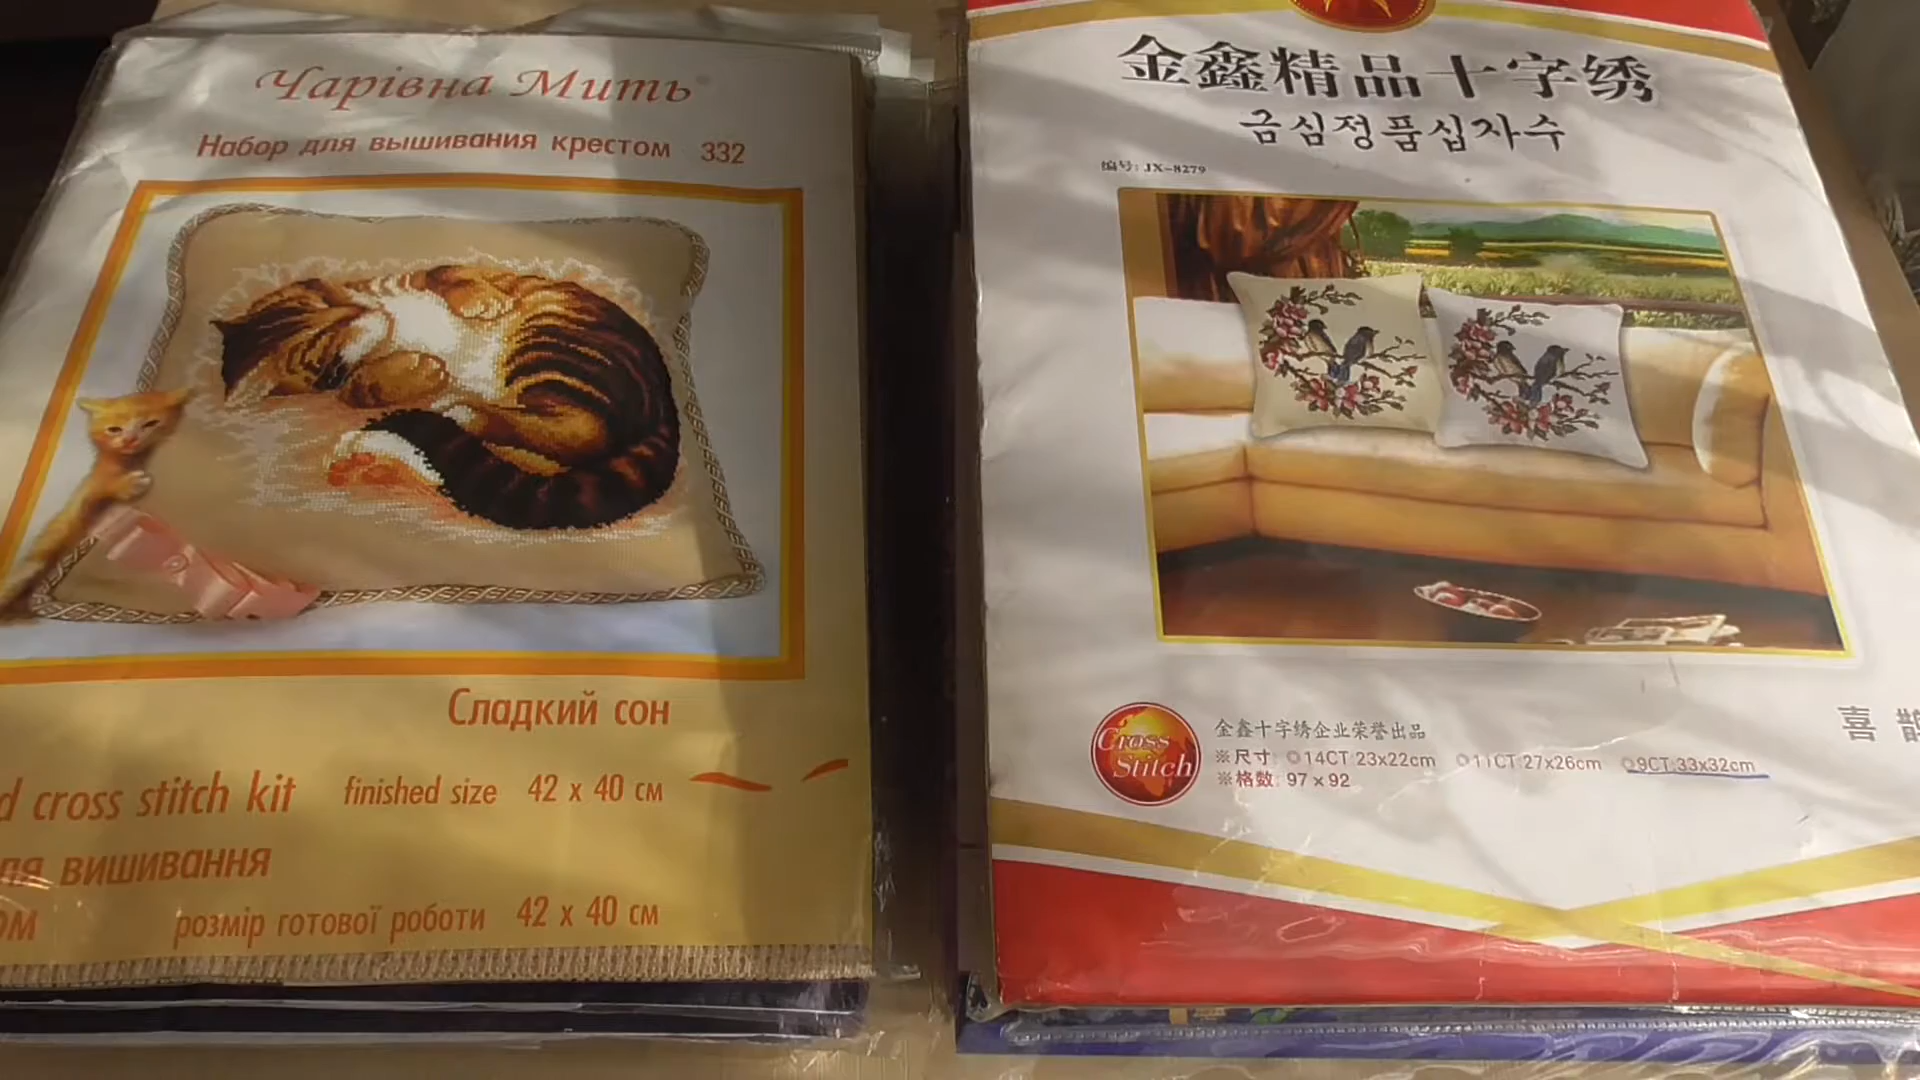 Чарівна Мить
Набор для вышивания крестом 332
Сладкий сон
cross stitch kit finished size 42 x 40 см
вишивання
розмір готової роботи 42 x 40 см
金鑫精品十字绣
금심정품십자수
编号: JX-8279
Cross
Stitch
金鑫十字绣企业荣誉出品
※尺寸: 14CT:23x22cm 11CT:27x26cm 9CT:33x32cm
※格数: 97×92
喜